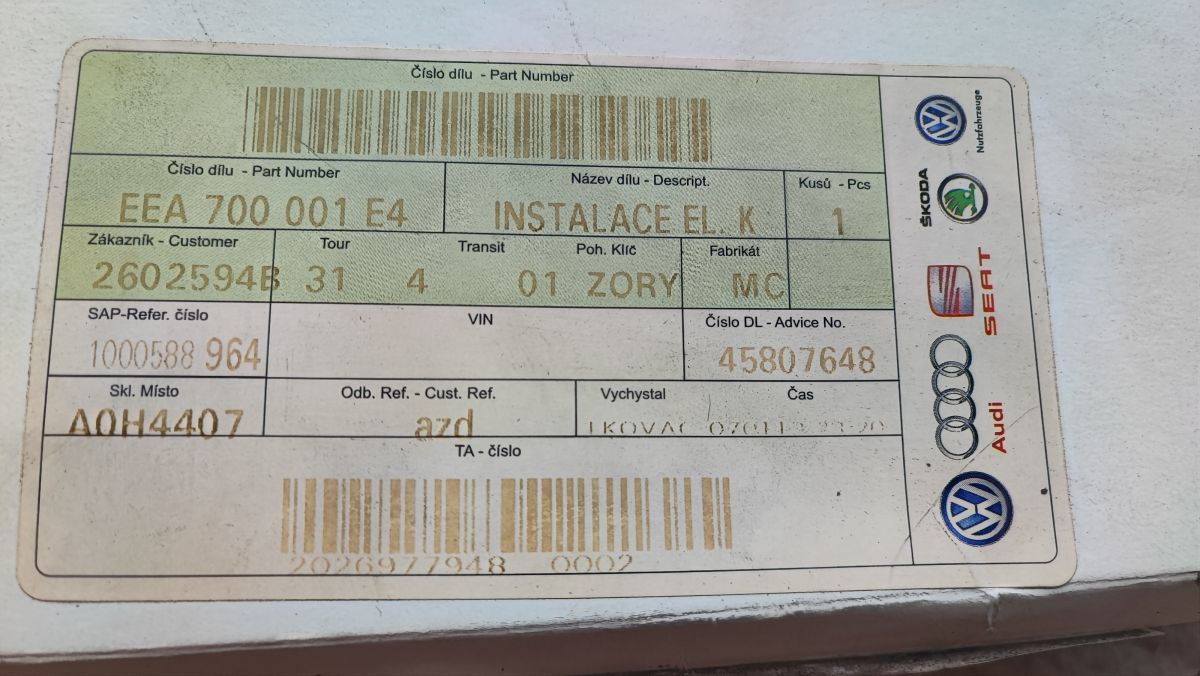 Číslo dílu - Part Number
Číslo dílu - Part Number
Název dílu - Descript.
Kusů - Pcs
EEA 700 001 E4
INSTALACE EL. K
1
Zákazník - Customer
Tour
Transit
Poh. Klíč
Fabrikát
2602594B
31
4
01
ZORY
MC
SAP-Refer. číslo
VIN
Číslo DL - Advice No.
1000588 964
45807648
Skl. Místo
Odb. Ref. - Cust. Ref.
Vychystal
Čas
A0H4407
azd
TA - číslo
2026977948 0002
Nutzfahrzeuge
ŠKODA
SEAT
Audi